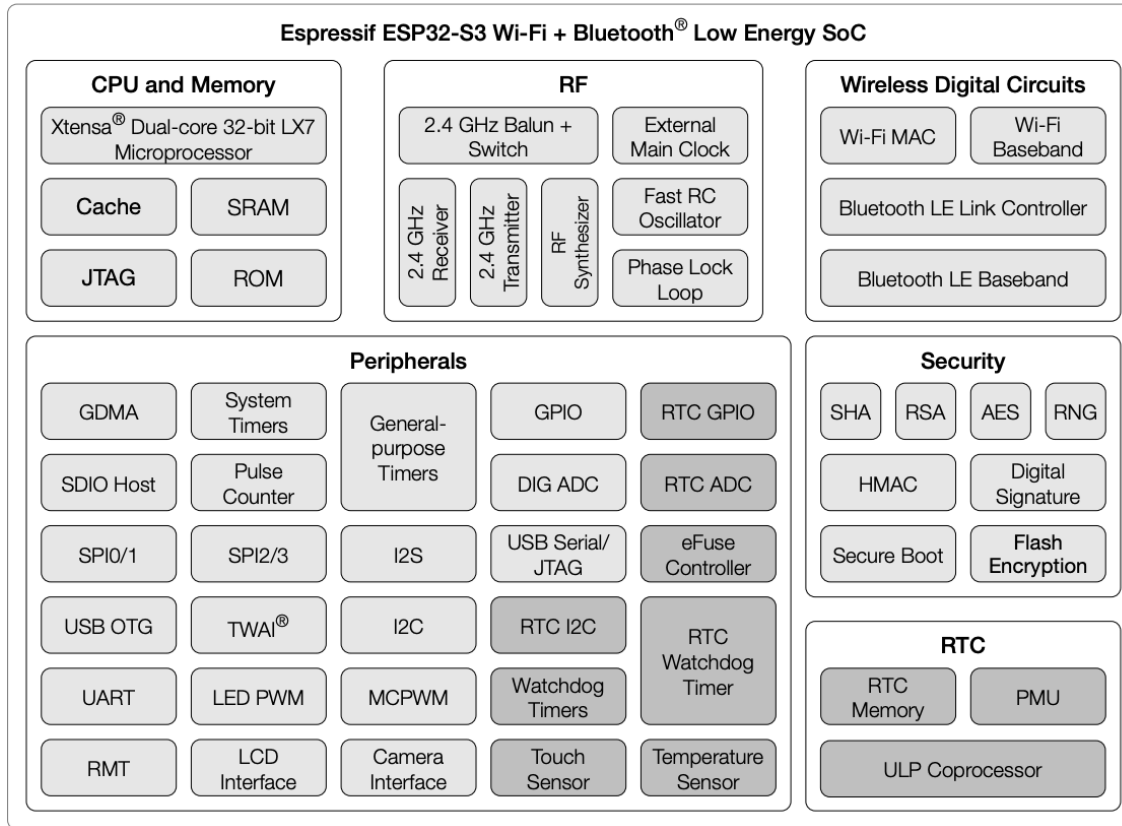 Espressif ESP32-S3 Wi-Fi + Bluetooth® Low Energy SoC
CPU and Memory
Xtensa® Dual-core 32-bit LX7
Microprocessor
Cache
SRAM
JTAG
ROM
RF
2.4 GHz Balun +
Switch
External
Main Clock
2.4 GHz
Receiver
2.4 GHz
Transmitter
RF
Synthesizer
Fast RC
Oscillator
Phase Lock
Loop
Wireless Digital Circuits
Wi-Fi MAC
Wi-Fi
Baseband
Bluetooth LE Link Controller
Bluetooth LE Baseband
Peripherals
GDMA
System
Timers
General-
purpose
Timers
GPIO
RTC GPIO
SDIO Host
Pulse
Counter
DIG ADC
RTC ADC
SPI0/1
SPI2/3
I2S
USB Serial/
JTAG
eFuse
Controller
USB OTG
TWAI®
I2C
RTC I2C
RTC
Watchdog
Timer
UART
LED PWM
MCPWM
Watchdog
Timers
RMT
LCD
Interface
Camera
Interface
Touch
Sensor
Temperature
Sensor
Security
SHA
RSA
AES
RNG
HMAC
Digital
Signature
Secure Boot
Flash
Encryption
RTC
RTC
Memory
PMU
ULP Coprocessor